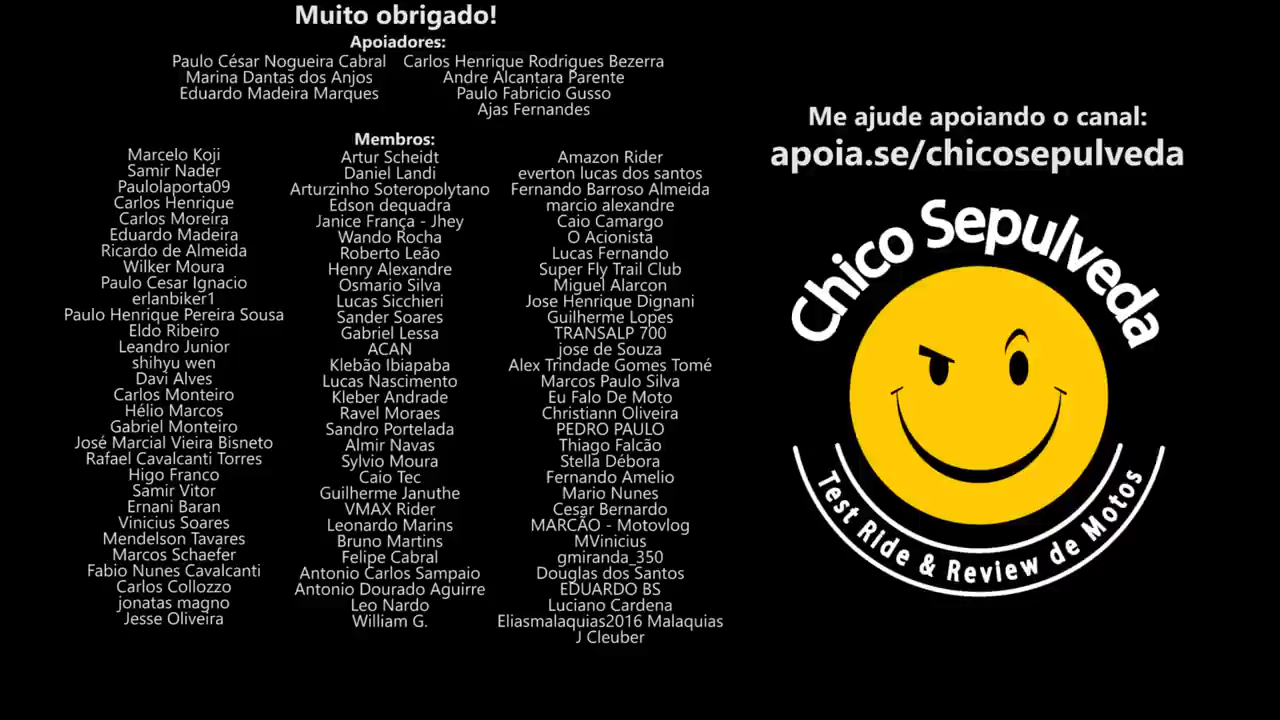 Muito obrigado!
Apoiadores:
Paulo César Nogueira Cabral
Marina Dantas dos Anjos
Eduardo Madeira Marques
Carlos Henrique Rodrigues Bezerra
Andre Alcantara Parente
Paulo Fabricio Gusso
Ajas Fernandes
Membros:
Marcelo Koji
Samir Nader
Paulolaporta09
Carlos Henrique
Carlos Moreira
Eduardo Madeira
Ricardo de Almeida
Wilker Moura
Paulo Cesar Ignacio
erlanbiker1
Paulo Henrique Pereira Sousa
Eldo Ribeiro
Leandro Junior
shihyu wen
Davi Alves
Carlos Monteiro
Hélio Marcos
Gabriel Monteiro
José Marcial Vieira Bisneto
Rafael Cavalcanti Torres
Higo Franco
Samir Vitor
Ernani Baran
Vinicius Soares
Mendelson Tavares
Marcos Schaefer
Fabio Nunes Cavalcanti
Carlos Collozzo
jonatas magno
Jesse Oliveira
Artur Scheidt
Daniel Landi
Arturzinho Soteropolytano
Edson dequadra
Janice França - Jhey
Wando Rocha
Roberto Leão
Henry Alexandre
Osmario Silva
Lucas Sicchieri
Sander Soares
Gabriel Lessa
ACAN
Klebão Ibiapaba
Lucas Nascimento
Kleber Andrade
Ravel Moraes
Sandro Portelada
Almir Navas
Sylvio Moura
Caio Tec
Guilherme Januthe
VMAX Rider
Leonardo Marins
Bruno Martins
Felipe Cabral
Antonio Carlos Sampaio
Antonio Dourado Aguirre
Leo Nardo
William G.
Amazon Rider
everton lucas dos santos
Fernando Barroso Almeida
marcio alexandre
Caio Camargo
O Acionista
Lucas Fernando
Super Fly Trail Club
Miguel Alarcon
Jose Henrique Dignani
Guilherme Lopes
TRANSALP 700
jose de Souza
Alex Trindade Gomes Tomé
Marcos Paulo Silva
Eu Falo De Moto
Christiann Oliveira
PEDRO PAULO
Thiago Falcão
Stella Débora
Fernando Amelio
Mario Nunes
Cesar Bernardo
MARCÃO - Motovlog
MVinicius
gmiranda_350
Douglas dos Santos
EDUARDO BS
Luciano Cardena
Eliasmalaquias2016 Malaquias
J Cleuber
Me ajude apoiando o canal:
apoia.se/chicosepulveda
Chico Sepulveda
Test Ride & Review de Motos